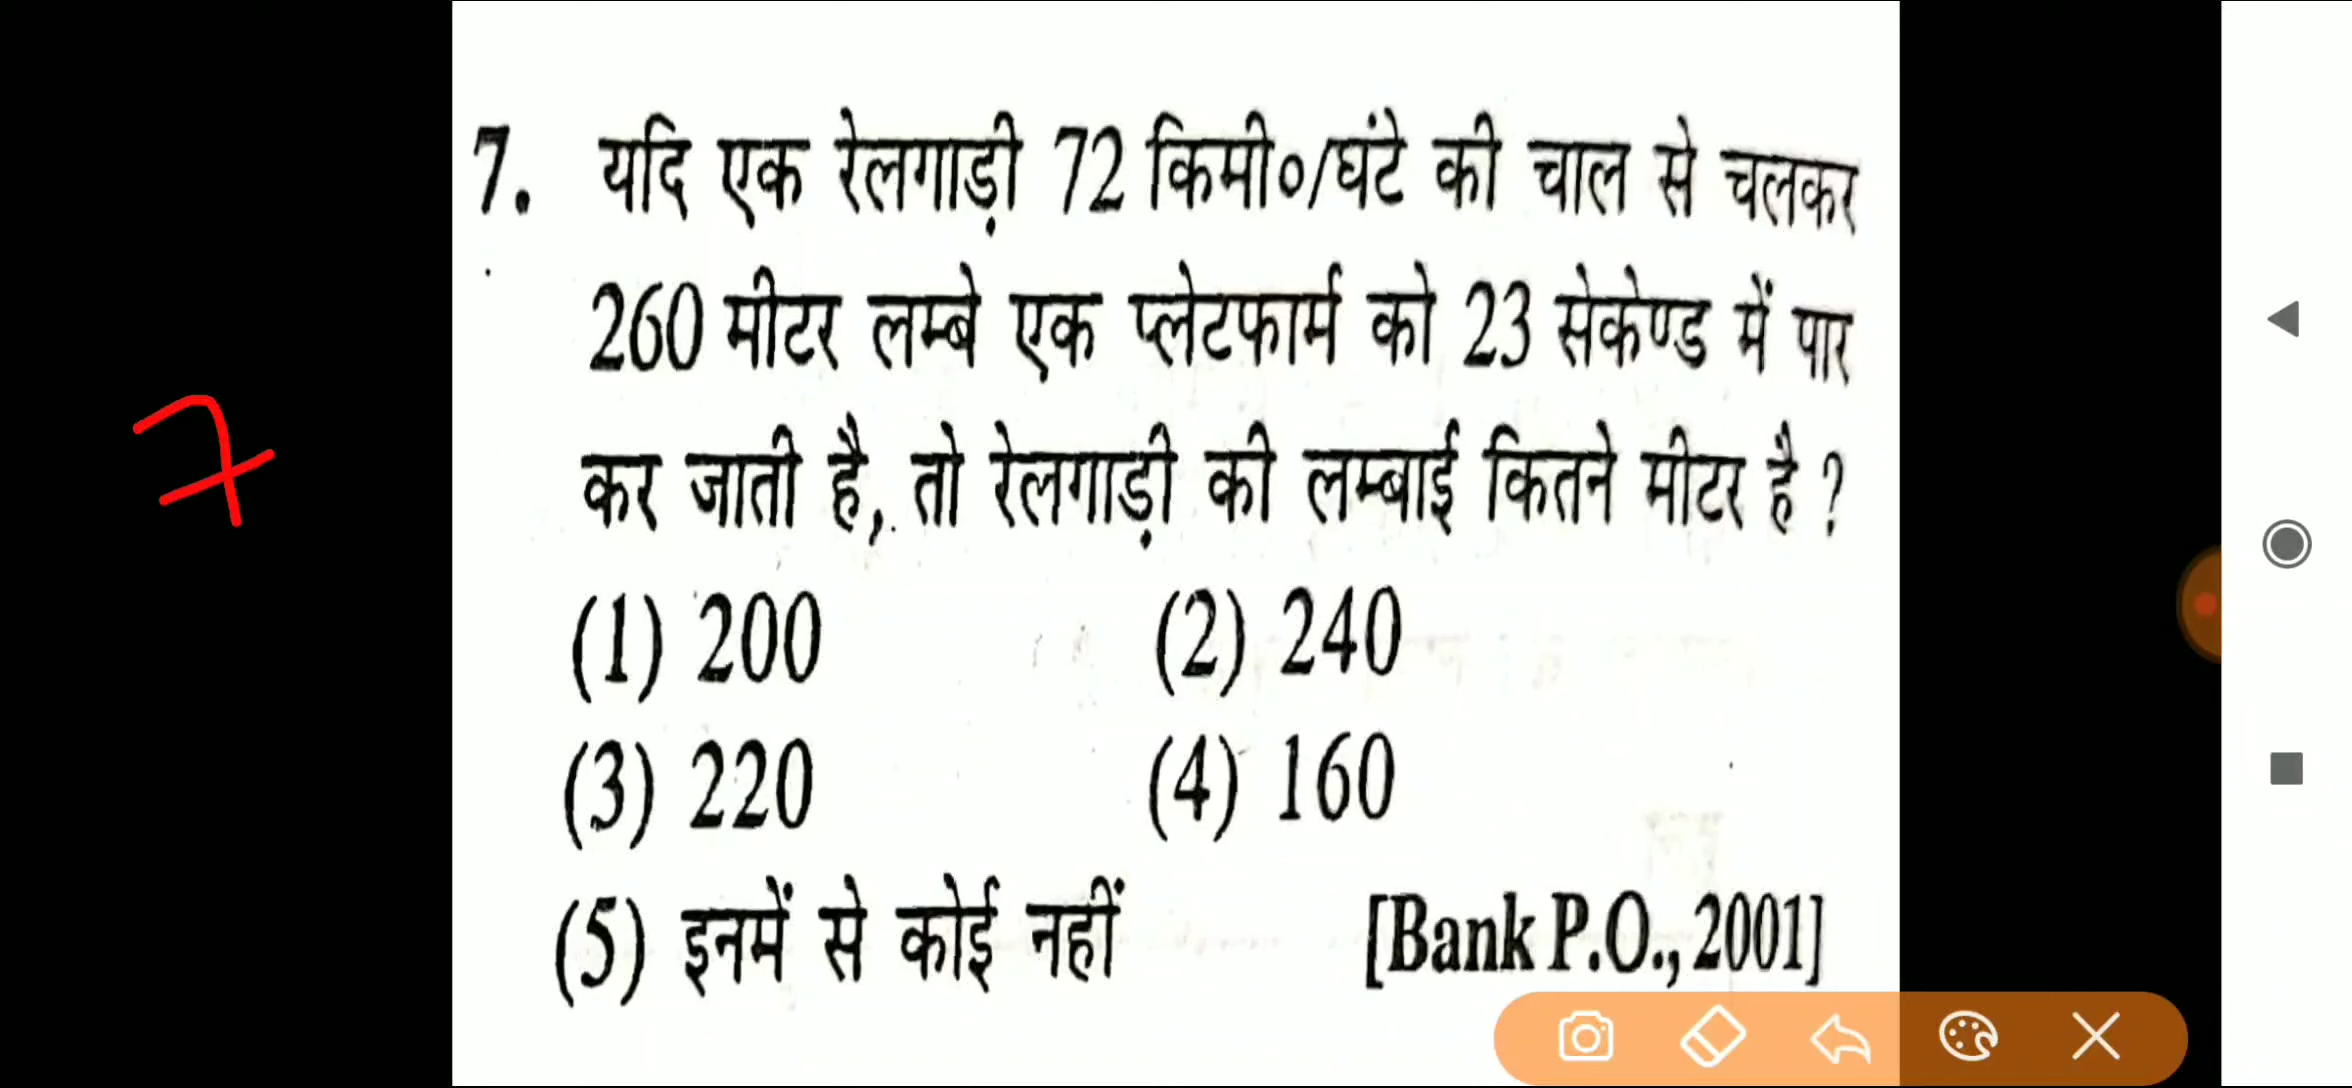 7. यदि एक रेलगाड़ी 72 किमी०/घंटे की चाल से चलकर
260 मीटर लम्बे एक प्लेटफार्म को 23 सेकेण्ड में पार
कर जाती है, तो रेलगाड़ी की लम्बाई कितने मीटर है ?
7
(1) 200 (2) 240
(3) 220 (4) 160
(5) इनमें से कोई नहीं [Bank P.O., 2001]